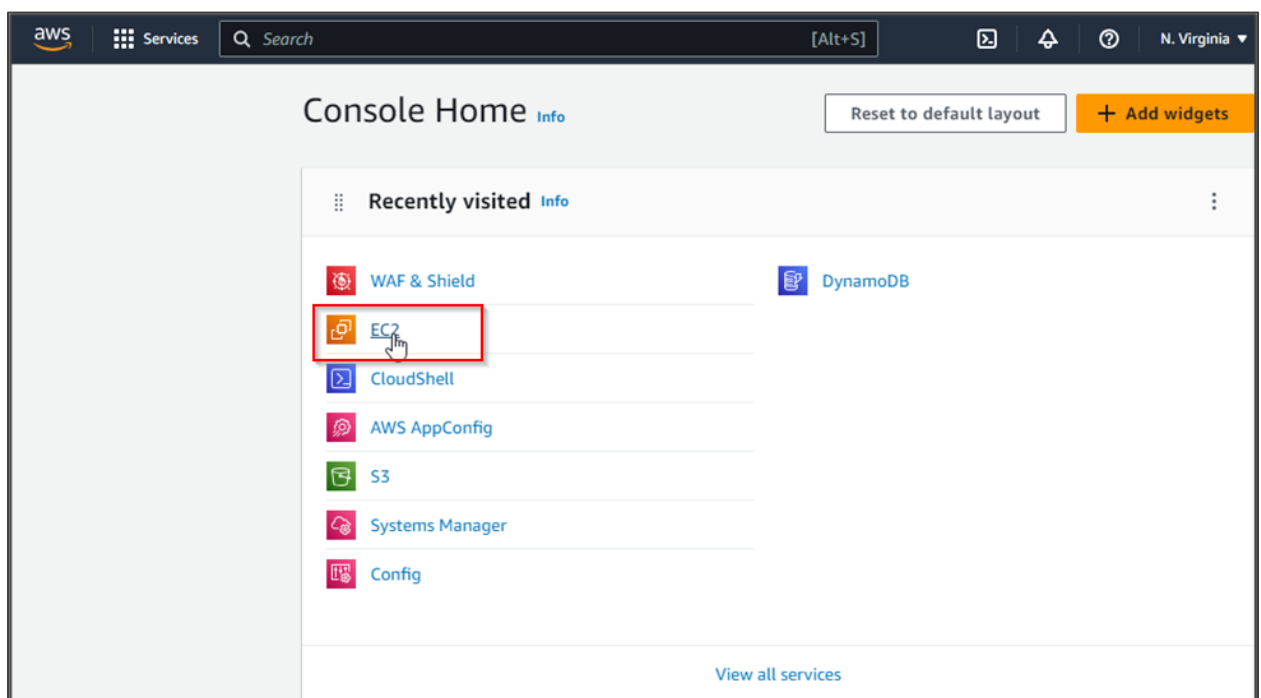 aws Services Search [Alt+S] N. Virginia
Console Home Info Reset to default layout + Add widgets
Recently visited Info
WAF & Shield
EC2
CloudShell
AWS AppConfig
S3
Systems Manager
Config
DynamoDB
View all services